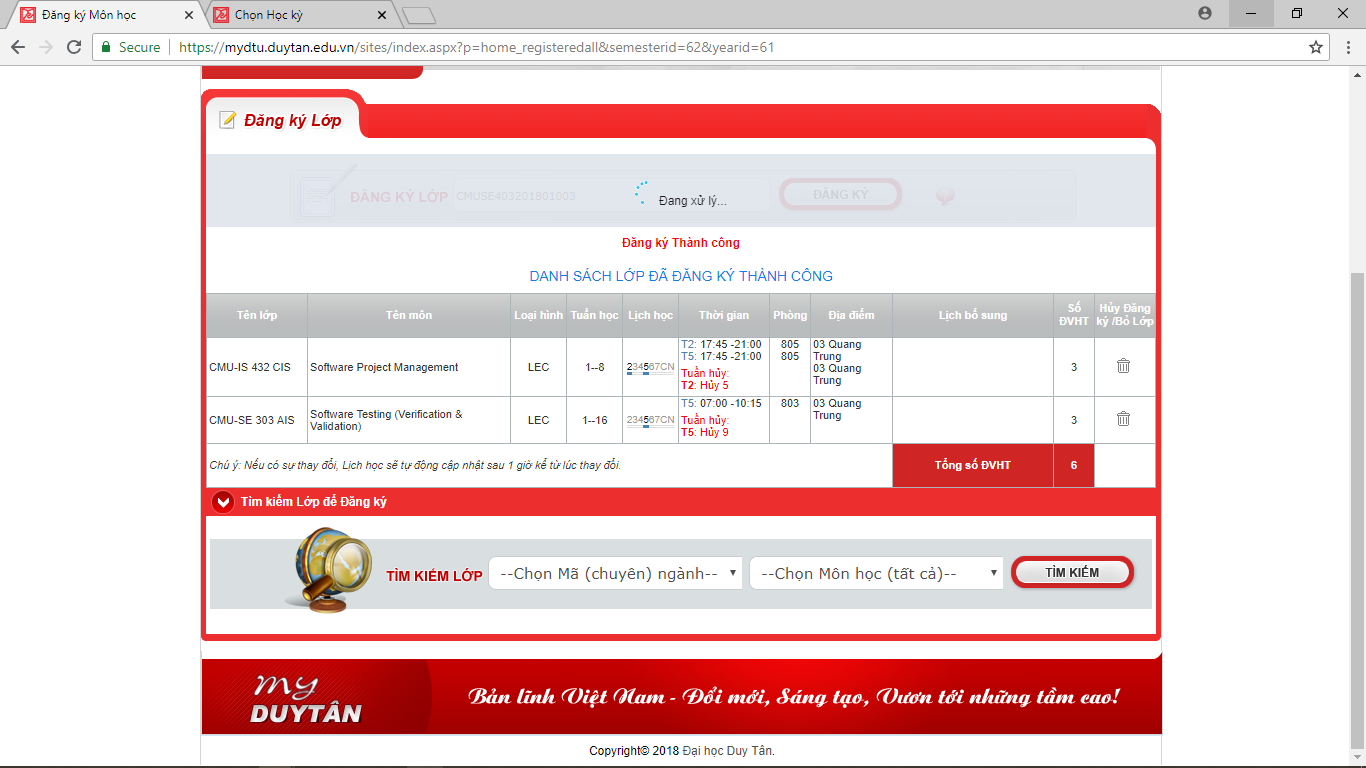 Đăng ký Môn học
Chọn Học kỳ
Secure
https://mydtu.duytan.edu.vn/sites/index.aspx?p=home_registeredall&semesterid=62&yearid=61
Đăng ký Lớp
ĐĂNG KÝ LỚP
CMUSE403201801003
Đang xử lý...
ĐĂNG KÝ
Đăng ký Thành công
DANH SÁCH LỚP ĐÃ ĐĂNG KÝ THÀNH CÔNG
Tên lớp Tên môn Loại hình Tuần học Lịch học Thời gian Phòng Địa điểm Lịch bổ sung Số ĐVHT Hủy Đăng ký /Bỏ Lớp
CMU-IS 432 CIS Software Project Management LEC 1--8 234567CN
T2: 17:45 -21:00 805 03 Quang Trung
T5: 17:45 -21:00 805 03 Quang Trung
Tuần hủy:
T2: Hủy 5
3
CMU-SE 303 AIS Software Testing (Verification & Validation) LEC 1--16 234567CN
T5: 07:00 -10:15 803 03 Quang Trung
Tuần hủy:
T5: Hủy 9
3
Chú ý: Nếu có sự thay đổi, Lịch học sẽ tự động cập nhật sau 1 giờ kể từ lúc thay đổi.
Tổng số ĐVHT 6
Tìm kiếm Lớp để Đăng ký
TÌM KIẾM LỚP
--Chọn Mã (chuyên) ngành--
--Chọn Môn học (tất cả)--
TÌM KIẾM
My
DUYTÂN
Bản lĩnh Việt Nam - Đổi mới, Sáng tạo, Vươn tới những tầm cao!
Copyright© 2018 Đại học Duy Tân.